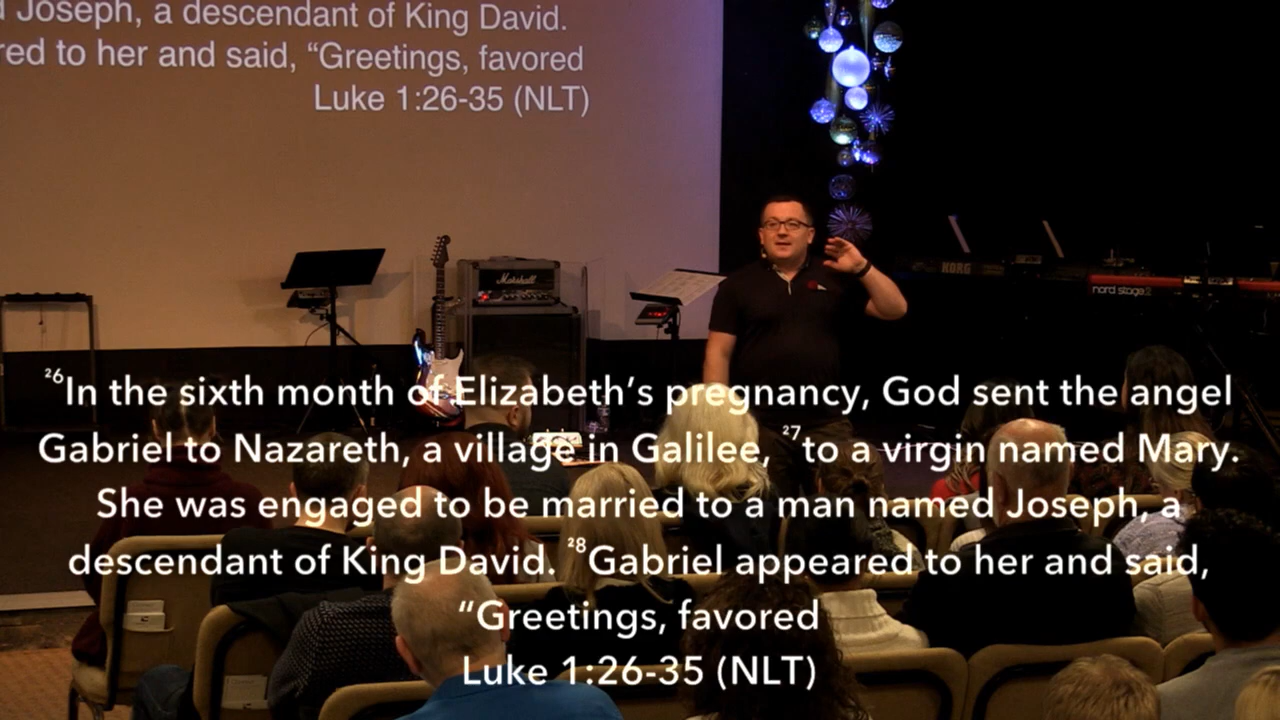 Joseph, a descendant of King David.
red to her and said, “Greetings, favored
Luke 1:26-35 (NLT)
Marshall
KORG
nord stage 2
²⁶In the sixth month of Elizabeth’s pregnancy, God sent the angel
Gabriel to Nazareth, a village in Galilee, ²⁷to a virgin named Mary.
She was engaged to be married to a man named Joseph, a
descendant of King David. ²⁸Gabriel appeared to her and said,
“Greetings, favored
Luke 1:26-35 (NLT)